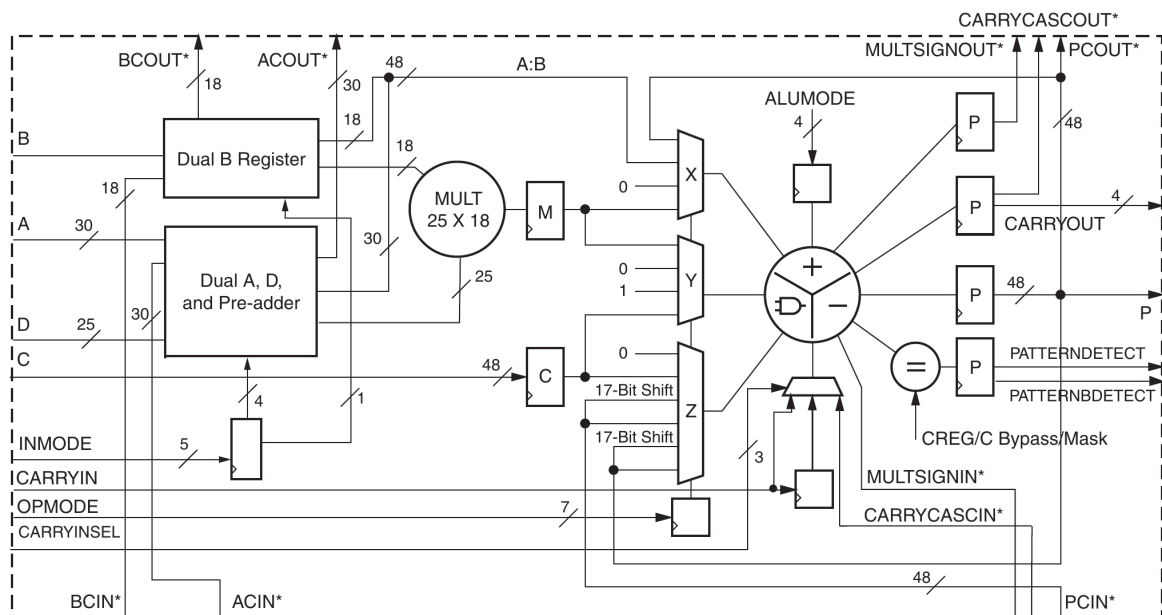 CARRYCASCOUT*
BCOUT*
ACOUT*
MULTSIGNOUT*
PCOUT*
18
30
48
A:B
ALUMODE
4
48
B
18
Dual B Register
18
18
X
0
P
P
4
CARRYOUT
MULT
25 X 18
M
A
30
30
Dual A, D,
and Pre-adder
25
0
1
Y
+
−
P
48
P
D
25
30
C
48
C
0
17-Bit Shift
17-Bit Shift
Z
=
P
PATTERNDETECT
PATTERNBDETECT
CREG/C Bypass/Mask
4
1
INMODE
5
3
CARRYIN
MULTSIGNIN*
OPMODE
7
CARRYCASCIN*
CARRYINSEL
48
BCIN*
ACIN*
PCIN*